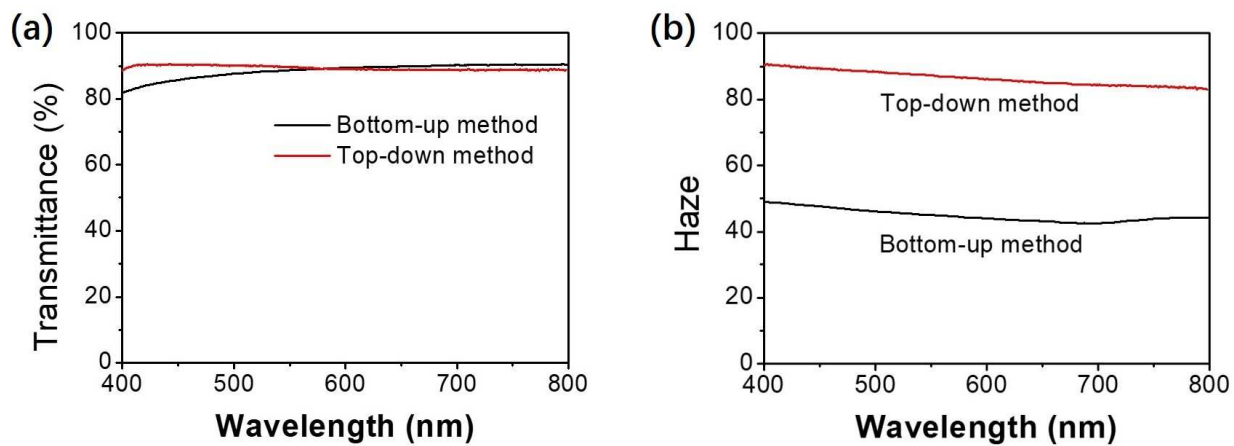 (a)
100
80
60
40
20
0
Transmittance (%)
Bottom-up method
Top-down method
400 500 600 700 800
Wavelength (nm)
(b)
100
80
60
40
20
0
Haze
Top-down method
Bottom-up method
400 500 600 700 800
Wavelength (nm)